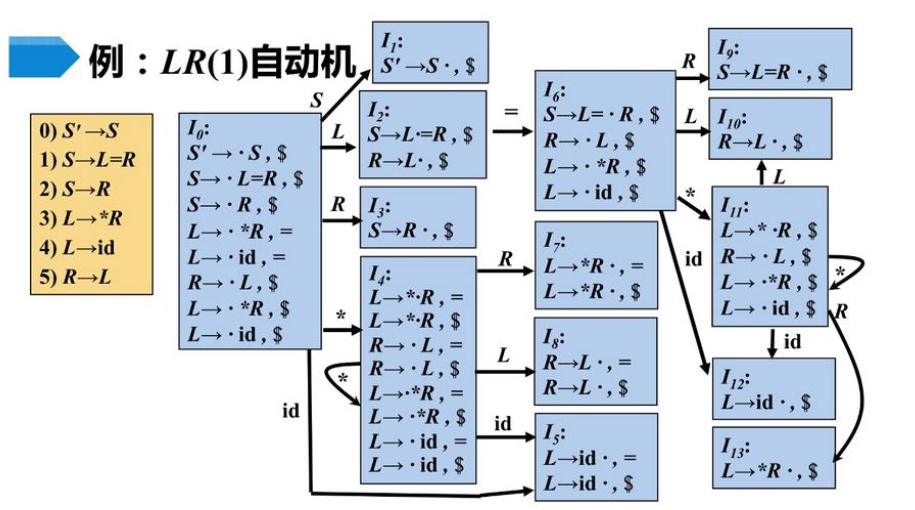 例：LR(1)自动机
0) S′→S
1) S→L=R
2) S→R
3) L→*R
4) L→id
5) R→L
I0:
S′→·S , $
S→·L=R , $
S→·R , $
L→·*R , =
L→·id , =
R→·L , $
L→·*R , $
L→·id , $
S
L
R
*
id
I1:
S′→S· , $
I2:
S→L·=R , $
R→L· , $
I3:
S→R· , $
I4:
L→*·R , =
L→*·R , $
R→·L , =
R→·L , $
L→·*R , =
L→·*R , $
L→·id , =
L→·id , $
*
=
R
L
id
I6:
S→L=·R , $
R→·L , $
L→·*R , $
L→·id , $
I7:
L→*R· , =
L→*R· , $
I8:
R→L· , =
R→L· , $
I5:
L→id· , =
L→id· , $
R
L
*
id
I9:
S→L=R· , $
I10:
R→L· , $
L
I11:
L→*·R , $
R→·L , $
L→·*R , $
L→·id , $
*
R
id
I12:
L→id· , $
I13:
L→*R· , $